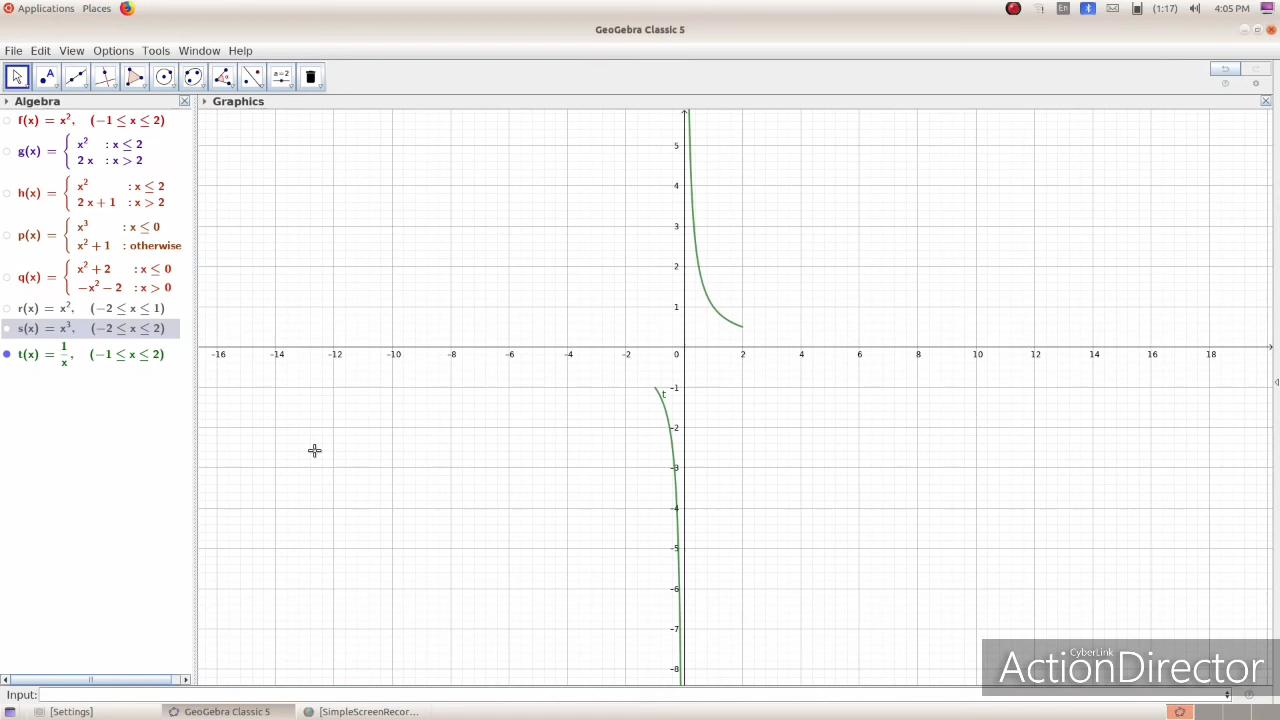 Applications Places En (1:17) 4:05 PM
GeoGebra Classic 5
File Edit View Options Tools Window Help
A a=2
Algebra Graphics
f(x) = x², (−1 ≤ x ≤ 2)
g(x) = { x² : x ≤ 2
2 x : x > 2
h(x) = { x² : x ≤ 2
2 x + 1 : x > 2
p(x) = { x³ : x ≤ 0
x² + 1 : otherwise
q(x) = { x² + 2 : x ≤ 0
−x² − 2 : x > 0
r(x) = x², (−2 ≤ x ≤ 1)
s(x) = x³, (−2 ≤ x ≤ 2)
t(x) = 1/x, (−1 ≤ x ≤ 2)
5
4
3
2
1
-16 -14 -12 -10 -8 -6 -4 -2 0 2 4 6 8 10 12 14 16 18
-1
t
-2
-3
-4
-5
-6
-7
-8
CyberLink
ActionDirector
Input:
[Settings] GeoGebra Classic 5 [SimpleScreenRecor...